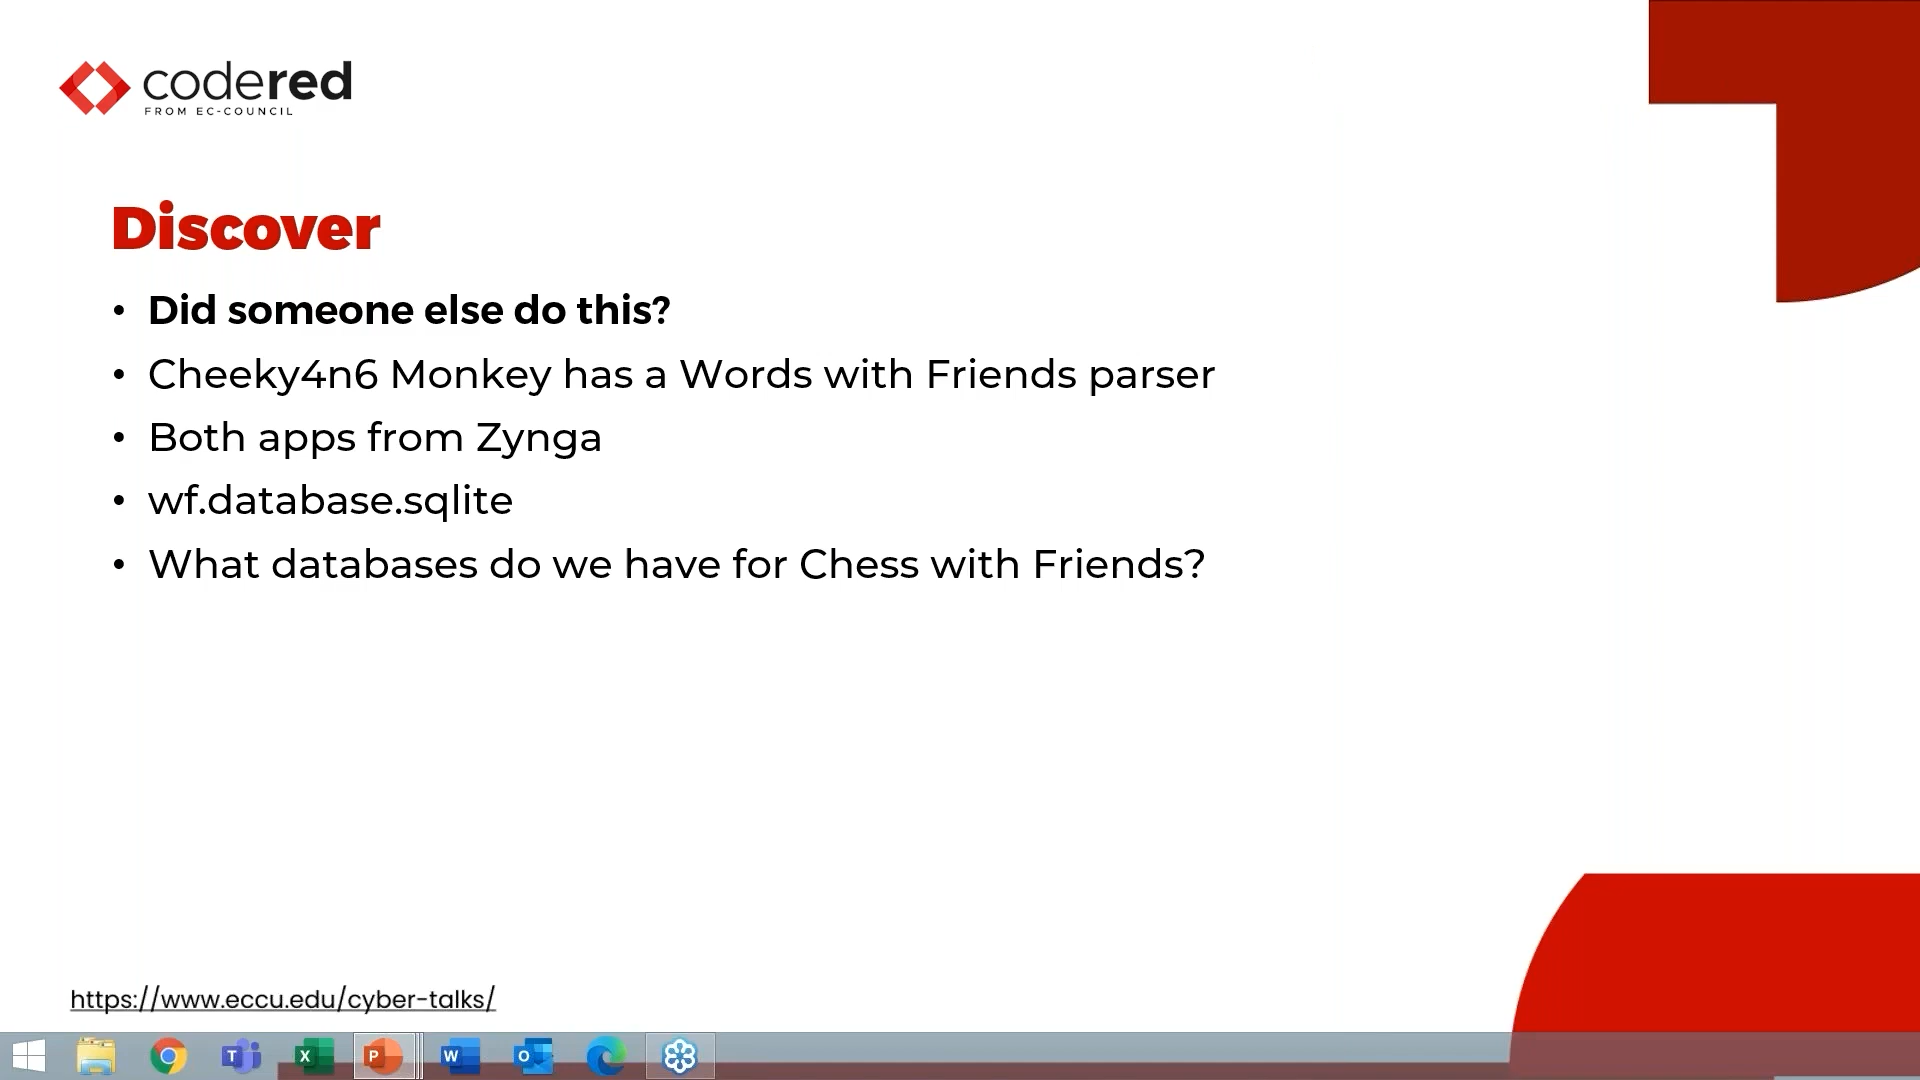 codered
FROM EC-COUNCIL
Discover
• Did someone else do this?
• Cheeky4n6 Monkey has a Words with Friends parser
• Both apps from Zynga
• wf.database.sqlite
• What databases do we have for Chess with Friends?
https://www.eccu.edu/cyber-talks/
T X P W O